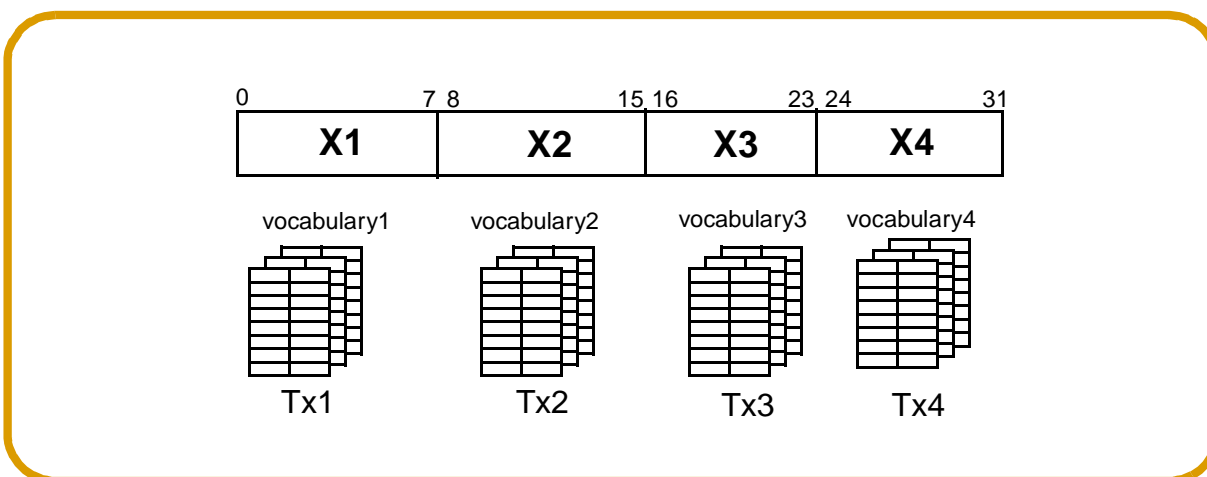 0 7 8 15 16 23 24 31
X1 X2 X3 X4
vocabulary1 vocabulary2 vocabulary3 vocabulary4
Tx1 Tx2 Tx3 Tx4